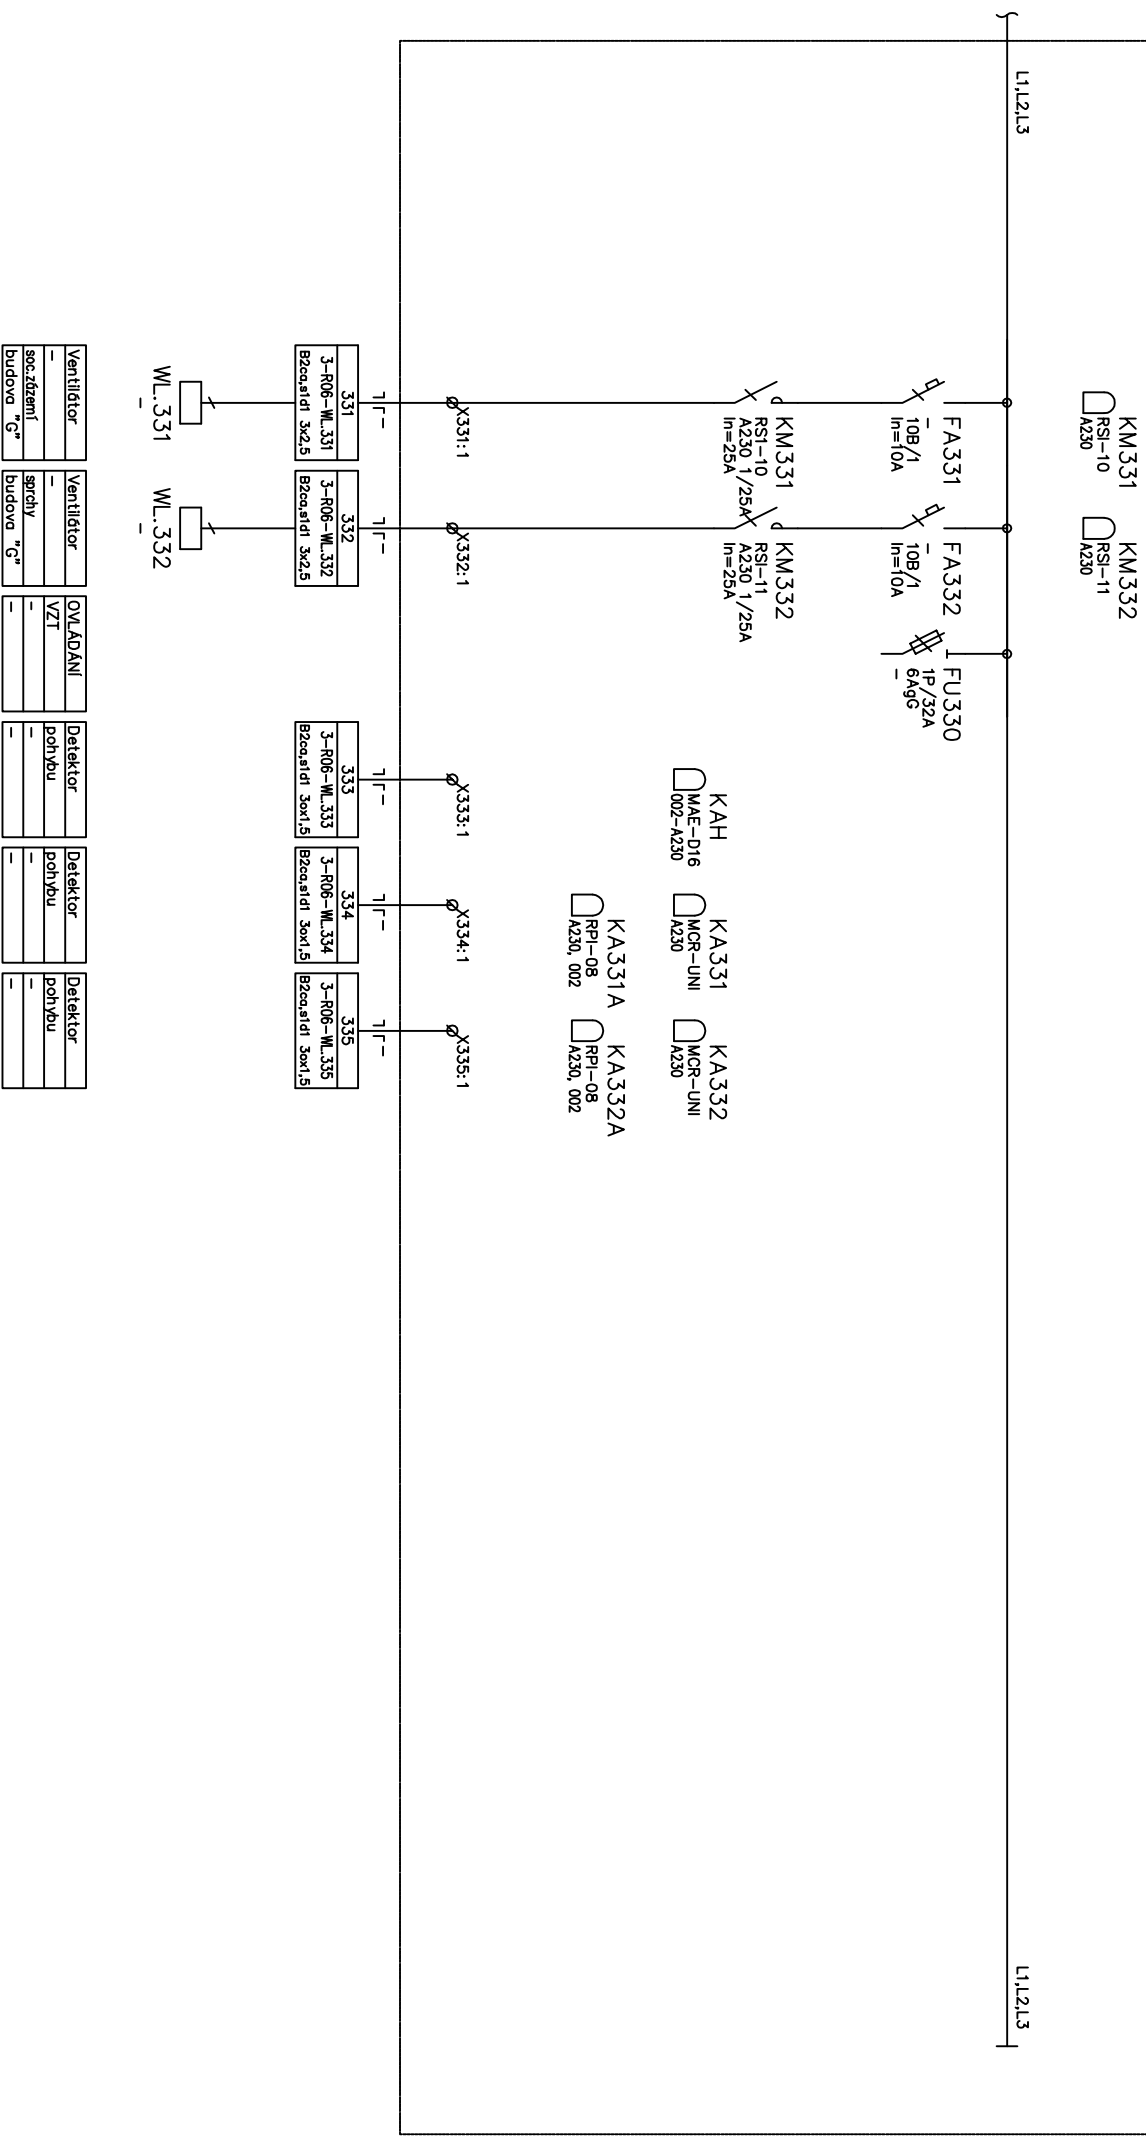 L1,L2,L3
L1,L2,L3
KM331
RSI-10
A230
KM332
RSI-11
A230
FA331
-
10B/1
In=10A
FA332
-
10B/1
In=10A
FU330
1P/32A
6AgG
-
KM331
RS1-10
A230 1/25A
In=25A
KM332
RSI-11
A230 1/25A
In=25A
KAH
MAE-D16
002-A230
KA331
MCR-UNI
A230
KA332
MCR-UNI
A230
KA331A
RPI-08
A230, 002
KA332A
RPI-08
A230, 002
X331:1
X332:1
X333:1
X334:1
X335:1
331
3-R06-WL.331
B2ca,s1d1 3x2,5
332
3-R06-WL.332
B2ca,s1d1 3x2,5
333
3-R06-WL.333
B2ca,s1d1 3ox1,5
334
3-R06-WL.334
B2ca,s1d1 3ox1,5
335
3-R06-WL.335
B2ca,s1d1 3ox1,5
WL.331
-
WL.332
-
Ventilátor
-
soc.zázemí
budova "G"
Ventilátor
-
sprchy
budova "G"
OVLÁDÁNÍ
VZT
-
-
Detektor
pohybu
-
-
Detektor
pohybu
-
-
Detektor
pohybu
-
-